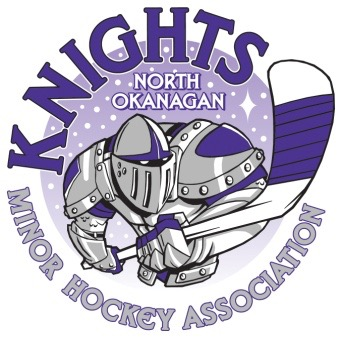 KNIGHTS
NORTH
OKANAGAN
MINOR HOCKEY ASSOCIATION